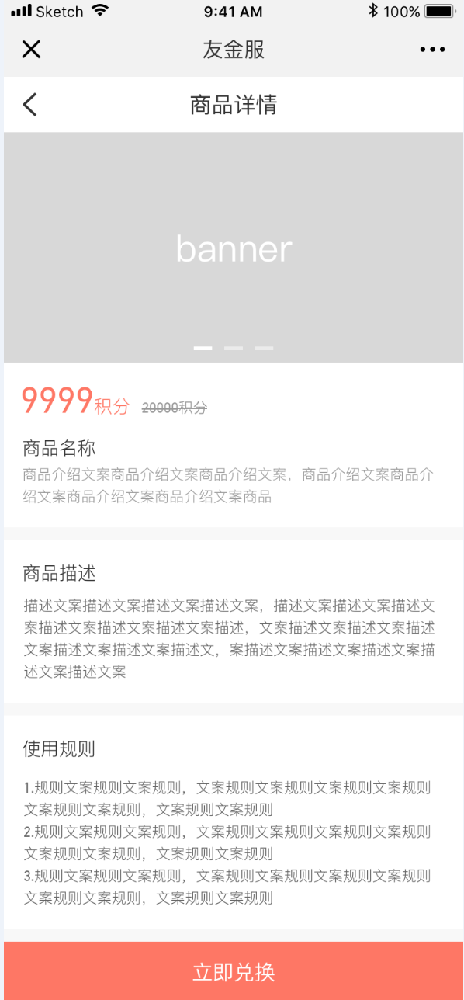 Sketch 9:41 AM 100%
友金服
商品详情
banner
9999积分 20000积分
商品名称
商品介绍文案商品介绍文案商品介绍文案，商品介绍文案商品介
绍文案商品介绍文案商品介绍文案商品
商品描述
描述文案描述文案描述文案描述文案，描述文案描述文案描述文
案描述文案描述文案描述文案描述，文案描述文案描述文案描述
文案描述文案描述文案描述文，案描述文案描述文案描述文案描
述文案描述文案
使用规则
1.规则文案规则文案规则，文案规则文案规则文案规则文案规则
文案规则文案规则，文案规则文案规则
2.规则文案规则文案规则，文案规则文案规则文案规则文案规则
文案规则文案规则，文案规则文案规则
3.规则文案规则文案规则，文案规则文案规则文案规则文案规则
文案规则文案规则，文案规则文案规则
立即兑换